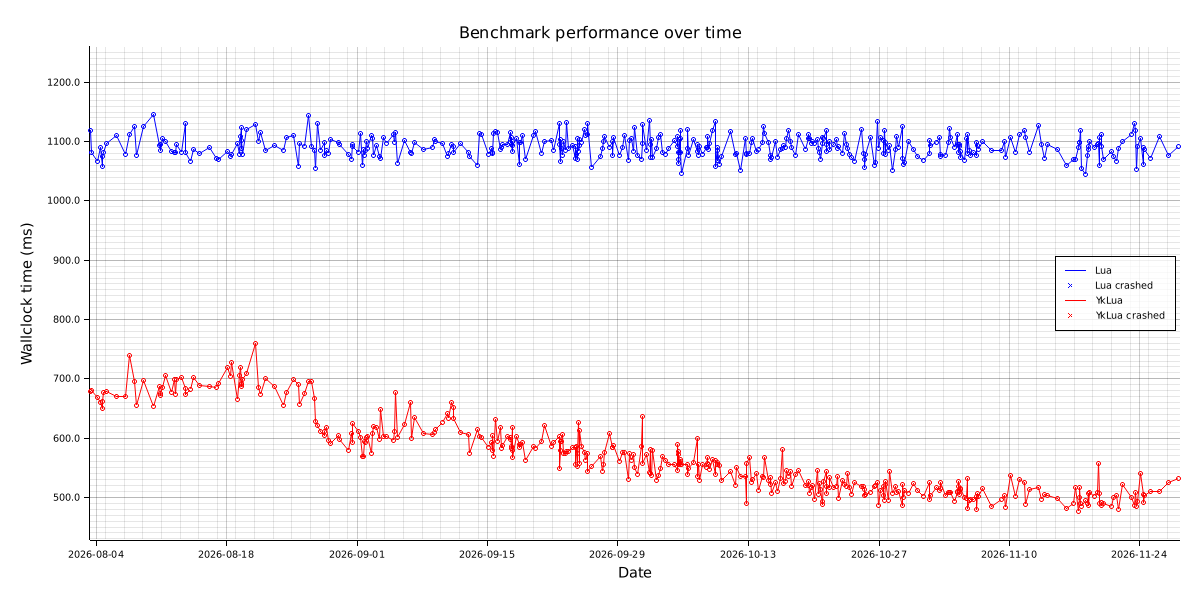 Benchmark performance over time
Wallclock time (ms)
1200.0
1100.0
1000.0
900.0
800.0
700.0
600.0
500.0
Lua
Lua crashed
YkLua
YkLua crashed
2026-08-04 2026-08-18 2026-09-01 2026-09-15 2026-09-29 2026-10-13 2026-10-27 2026-11-10 2026-11-24
Date